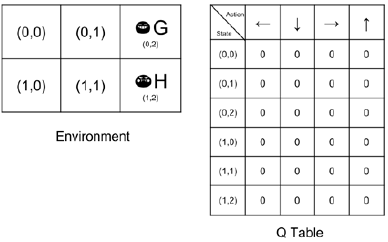 (0,0) (0,1) G
(0,2)
(1,0) (1,1) H
(1,2)
Environment
Action
State
← ↓ → ↑
(0,0) 0 0 0 0
(0,1) 0 0 0 0
(0,2) 0 0 0 0
(1,0) 0 0 0 0
(1,1) 0 0 0 0
(1,2) 0 0 0 0
Q Table